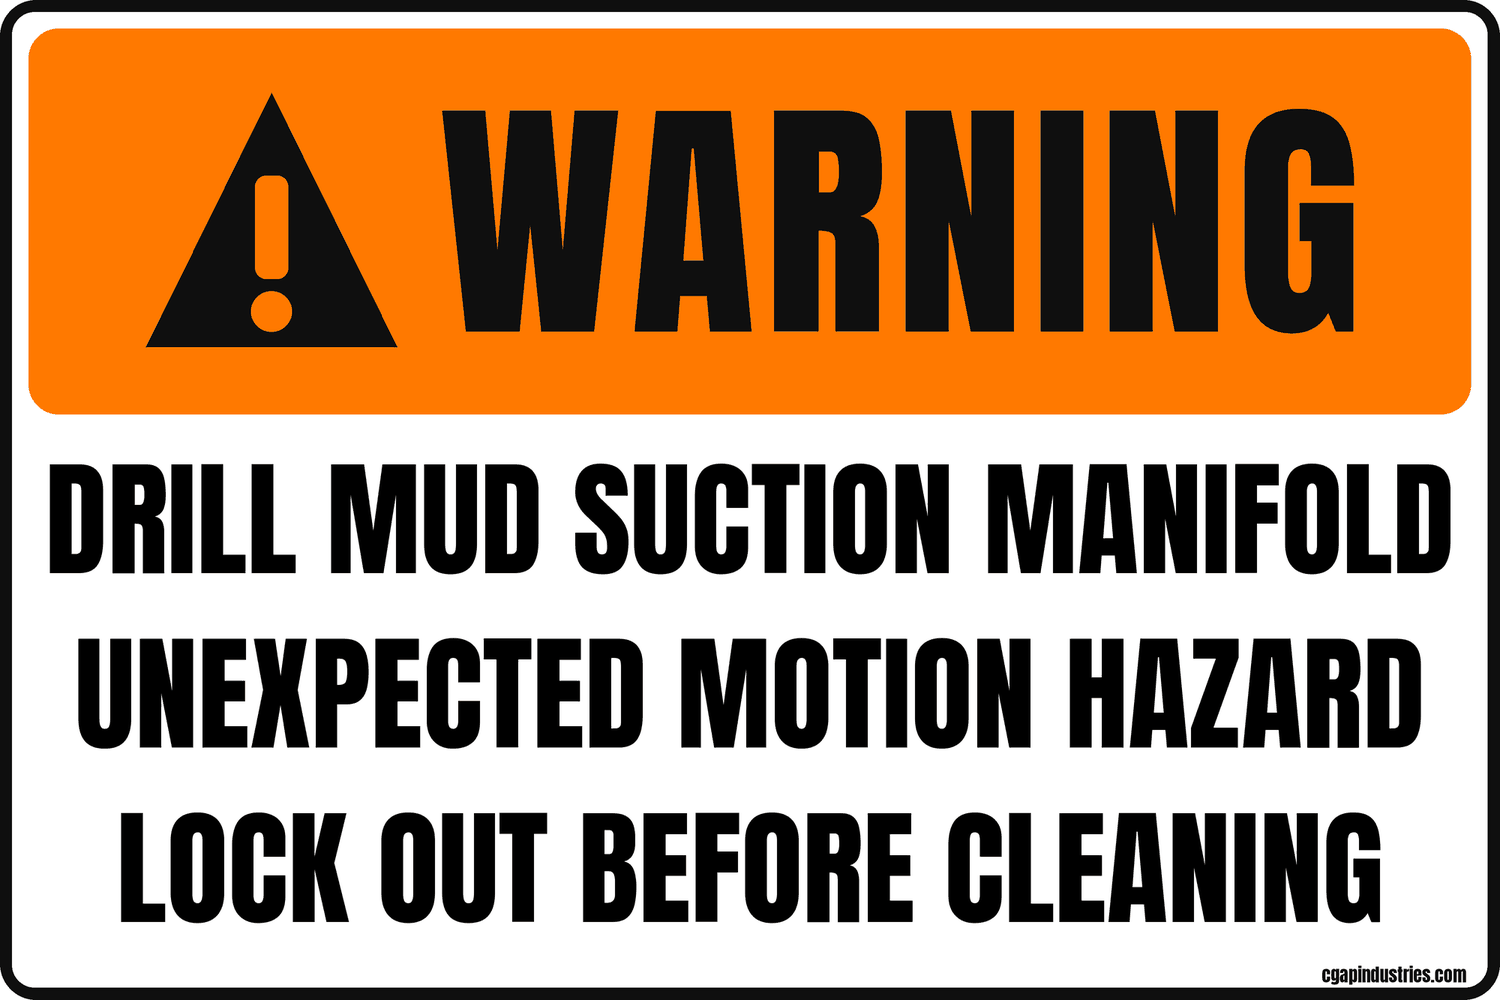 WARNING
DRILL MUD SUCTION MANIFOLD
UNEXPECTED MOTION HAZARD
LOCK OUT BEFORE CLEANING
cgapindustries.com